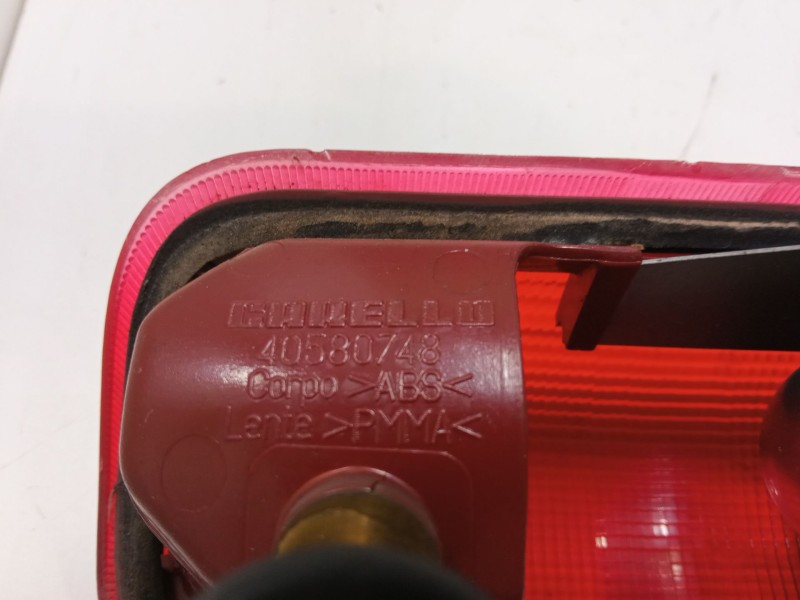 CARELLO
40580748
Corpo >ABS<
Lente >PMMA<